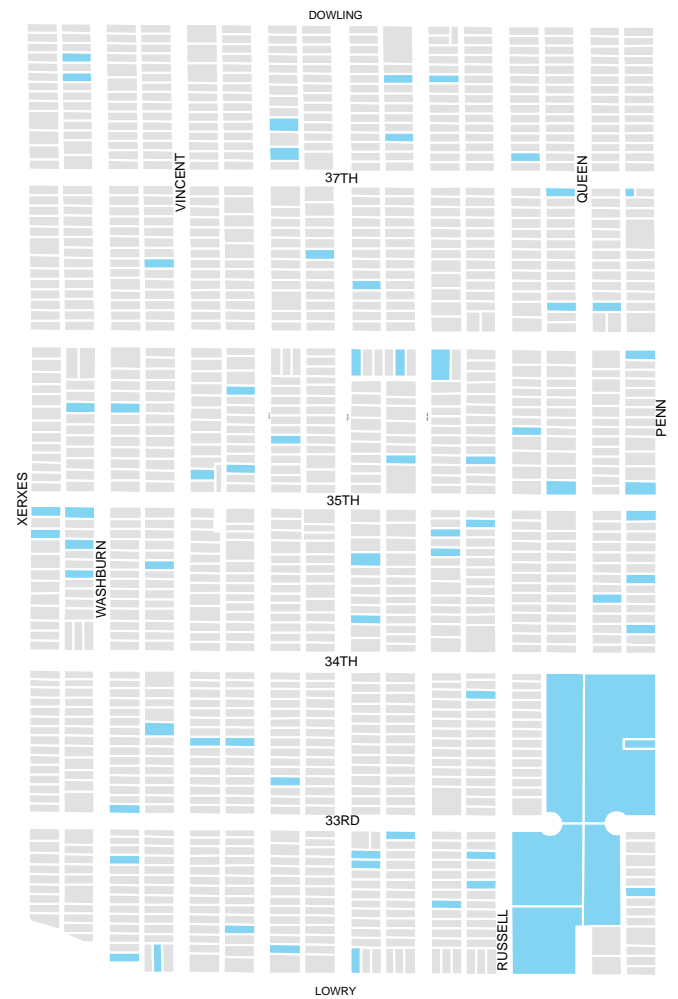 DOWLING
VINCENT
37TH
QUEEN
PENN
XERXES
35TH
WASHBURN
34TH
33RD
RUSSELL
LOWRY